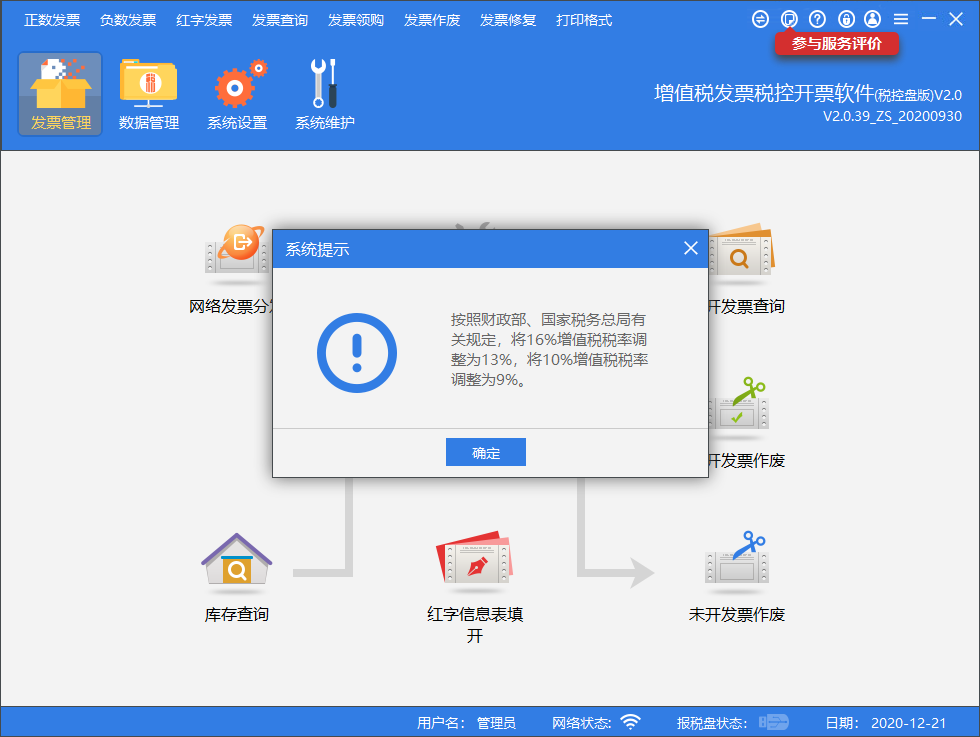 正数发票 负数发票 红字发票 发票查询 发票领购 发票作废 发票修复 打印格式
参与服务评价
发票管理 数据管理 系统设置 系统维护
增值税发票税控开票软件(税控盘版)V2.0
V2.0.39_ZS_20200930
系统提示
网络发票分
开发票查询
按照财政部、国家税务总局有
关规定，将16%增值税税率调
整为13%，将10%增值税税率
调整为9%。
确定
开发票作废
库存查询
红字信息表填
开
未开发票作废
用户名： 管理员 网络状态： 报税盘状态： 日期： 2020-12-21